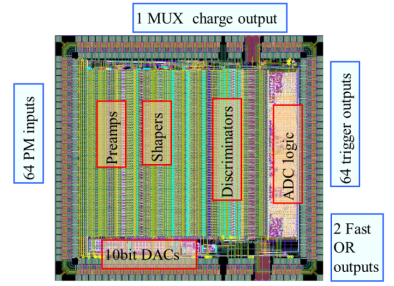 1 MUX charge output
64 PM inputs
Preamps
Shapers
Discriminators
ADC logic
64 trigger outputs
10bit DACs
2 Fast
OR
outputs